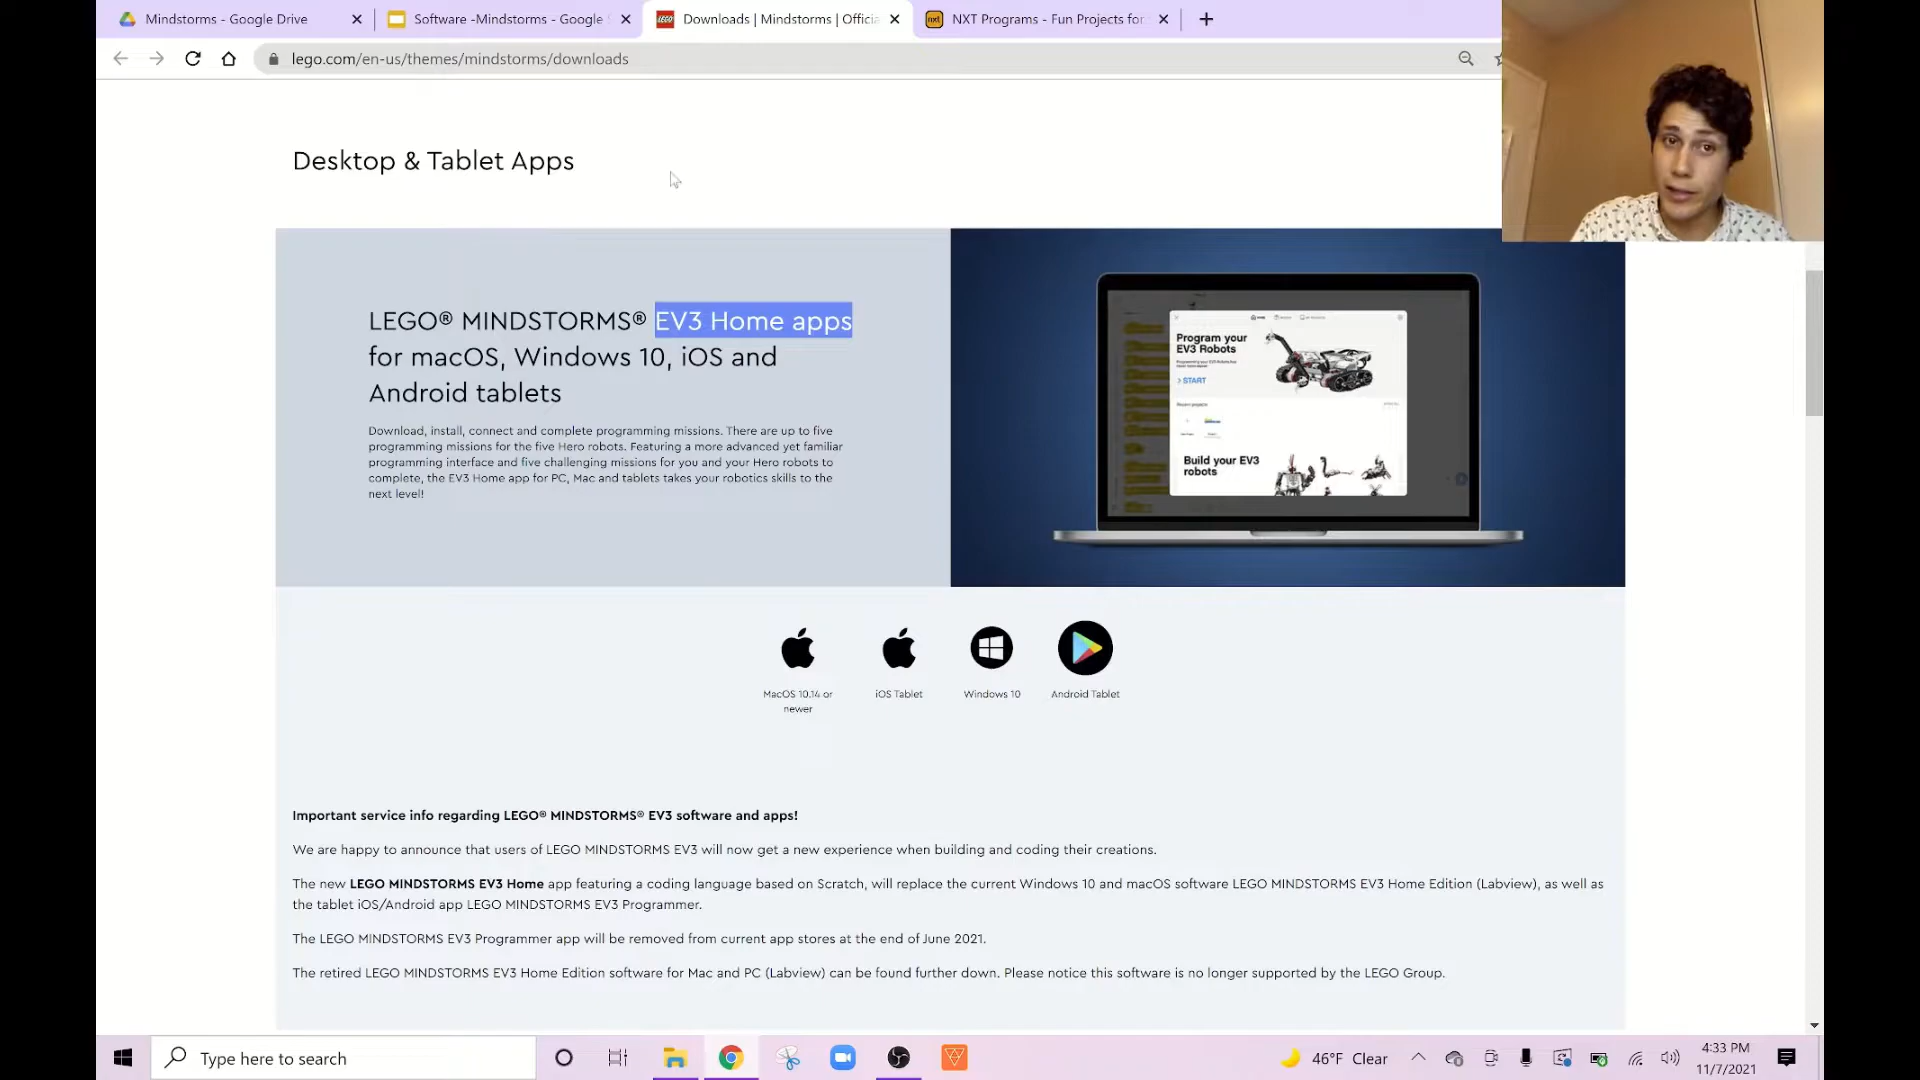 Mindstorms - Google Drive
Software -Mindstorms - Google
LEGO
Downloads | Mindstorms | Officia
nxt
NXT Programs - Fun Projects for
lego.com/en-us/themes/mindstorms/downloads
Desktop & Tablet Apps
LEGO® MINDSTORMS® EV3 Home apps
for macOS, Windows 10, iOS and
Android tablets
Download, install, connect and complete programming missions. There are up to five
programming missions for the five Hero robots. Featuring a more advanced yet familiar
programming interface and five challenging missions for you and your Hero robots to
complete, the EV3 Home app for PC, Mac and tablets takes your robotics skills to the
next level!
Program your
EV3 Robots
> START
Recent projects
Build your EV3
robots
MacOS 10.14 or
newer
iOS Tablet
Windows 10
Android Tablet
Important service info regarding LEGO® MINDSTORMS® EV3 software and apps!
We are happy to announce that users of LEGO MINDSTORMS EV3 will now get a new experience when building and coding their creations.
The new LEGO MINDSTORMS EV3 Home app featuring a coding language based on Scratch, will replace the current Windows 10 and macOS software LEGO MINDSTORMS EV3 Home Edition (Labview), as well as
the tablet iOS/Android app LEGO MINDSTORMS EV3 Programmer.
The LEGO MINDSTORMS EV3 Programmer app will be removed from current app stores at the end of June 2021.
The retired LEGO MINDSTORMS EV3 Home Edition software for Mac and PC (Labview) can be found further down. Please notice this software is no longer supported by the LEGO Group.
Type here to search
46°F Clear
4:33 PM
11/7/2021